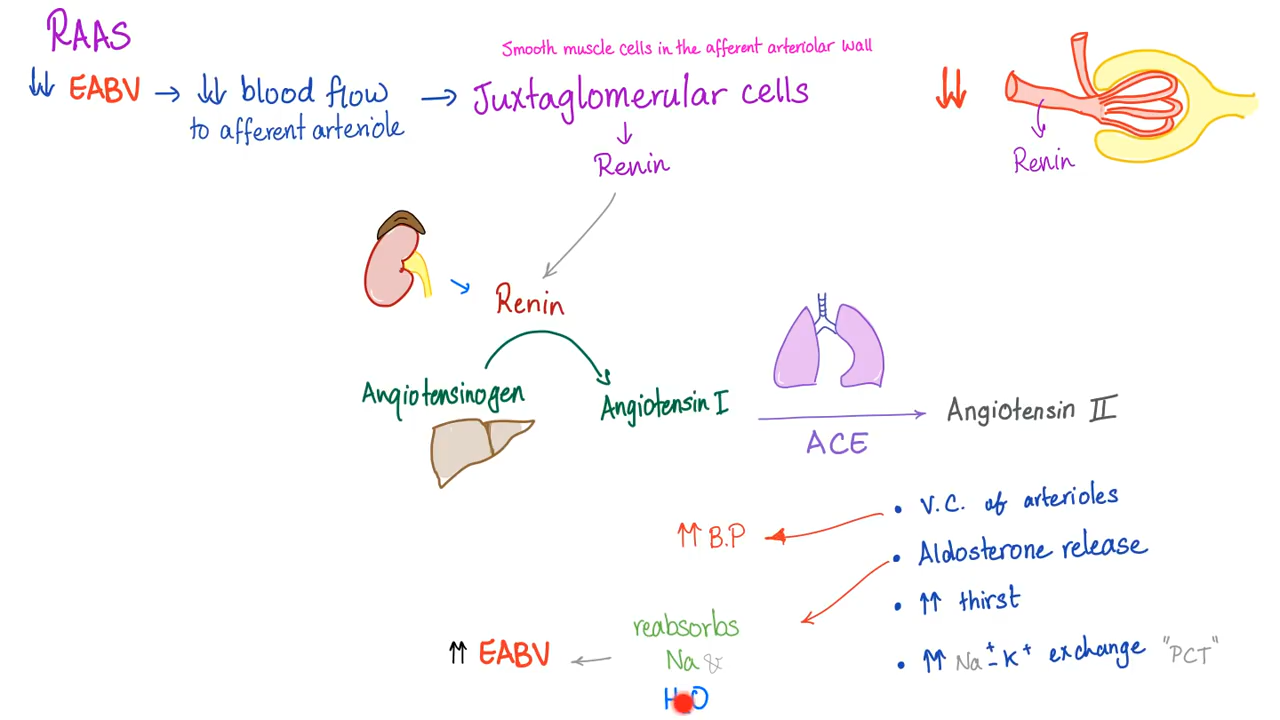 RAAS
Smooth muscle cells in the afferent arteriolar wall
↓↓ EABV → ↓↓ blood flow → Juxtaglomerular cells
to afferent arteriole
↓
Renin
↓↓
Renin
Renin
Angiotensinogen
Angiotensin I
ACE
Angiotensin II
• V.C. of arterioles
↑↑ B.P
• Aldosterone release
• ↑↑ thirst
reabsorbs
Na &
↑↑ EABV
• ↑↑ Na+-K+ exchange "PCT"